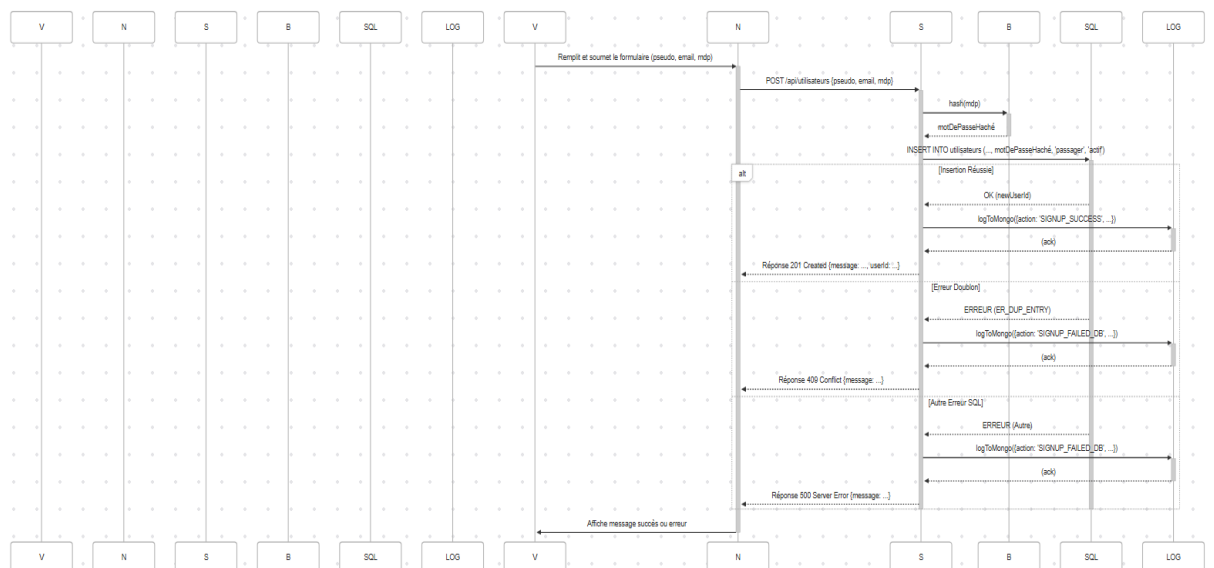 V N S B SQL LOG V N S B SQL LOG
Remplit et soumet le formulaire (pseudo, email, mdp)
POST /api/utilisateurs {pseudo, email, mdp}
hash(mdp)
motDePasseHaché
INSERT INTO utilisateurs (..., motDePasseHaché, 'passager', 'actif')
alt
[Insertion Réussie]
OK (newUserId)
logToMongo({action: 'SIGNUP_SUCCESS', ...})
(ack)
Réponse 201 Created {message: ..., userId: ...}
[Erreur Doublon]
ERREUR (ER_DUP_ENTRY)
logToMongo({action: 'SIGNUP_FAILED_DB', ...})
(ack)
Réponse 409 Conflict {message: ...}
[Autre Erreur SQL]
ERREUR (Autre)
logToMongo({action: 'SIGNUP_FAILED_DB', ...})
(ack)
Réponse 500 Server Error {message: ...}
Affiche message succès ou erreur
V N S B SQL LOG V N S B SQL LOG